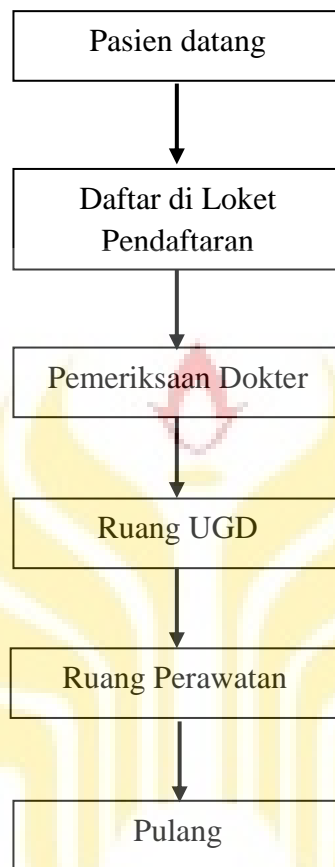 Pasien datang
Daftar di Loket
Pendaftaran
Pemeriksaan Dokter
Ruang UGD
Ruang Perawatan
Pulang